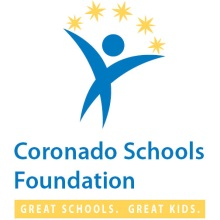 Coronado Schools
Foundation
GREAT SCHOOLS. GREAT KIDS.